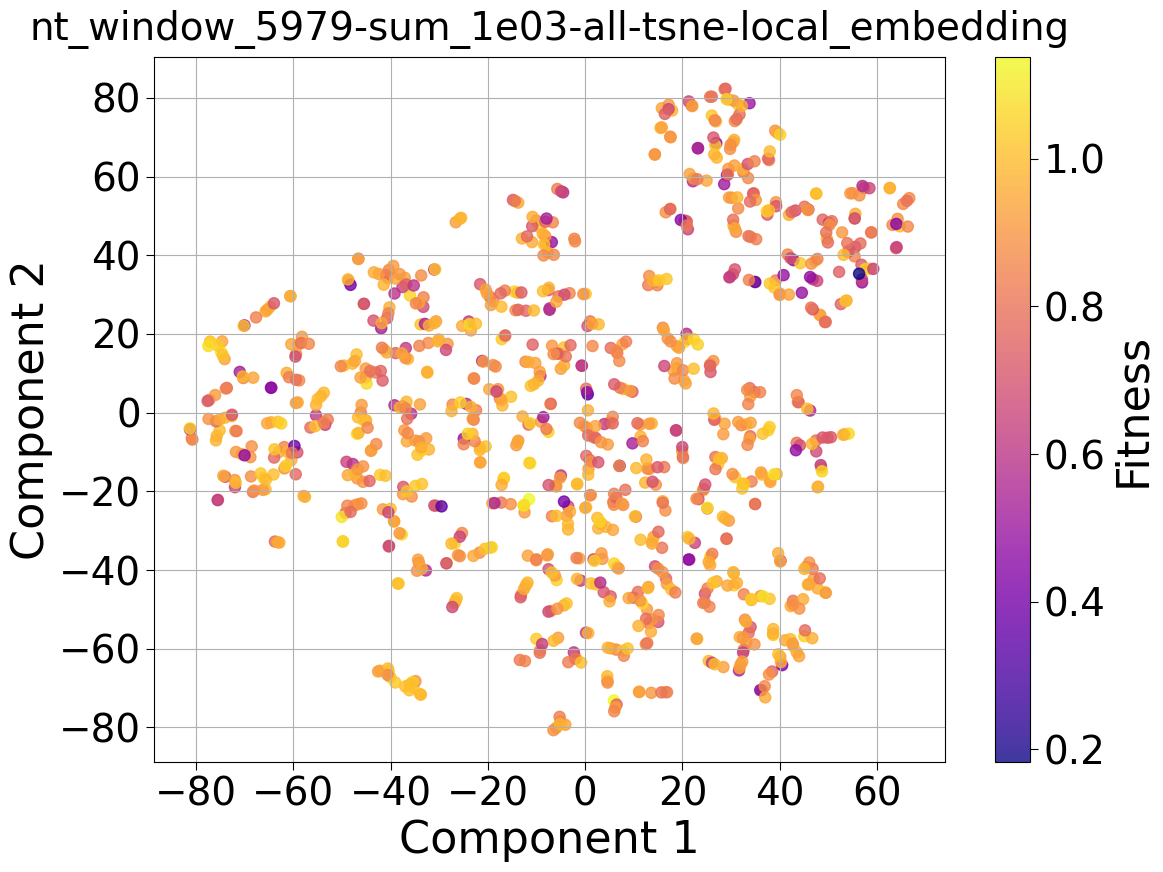 nt_window_5979-sum_1e03-all-tsne-local_embedding
80
60
40
20
0
−20
−40
−60
−80
Component 2
−80 −60 −40 −20 0 20 40 60
Component 1
1.0
0.8
0.6
0.4
0.2
Fitness